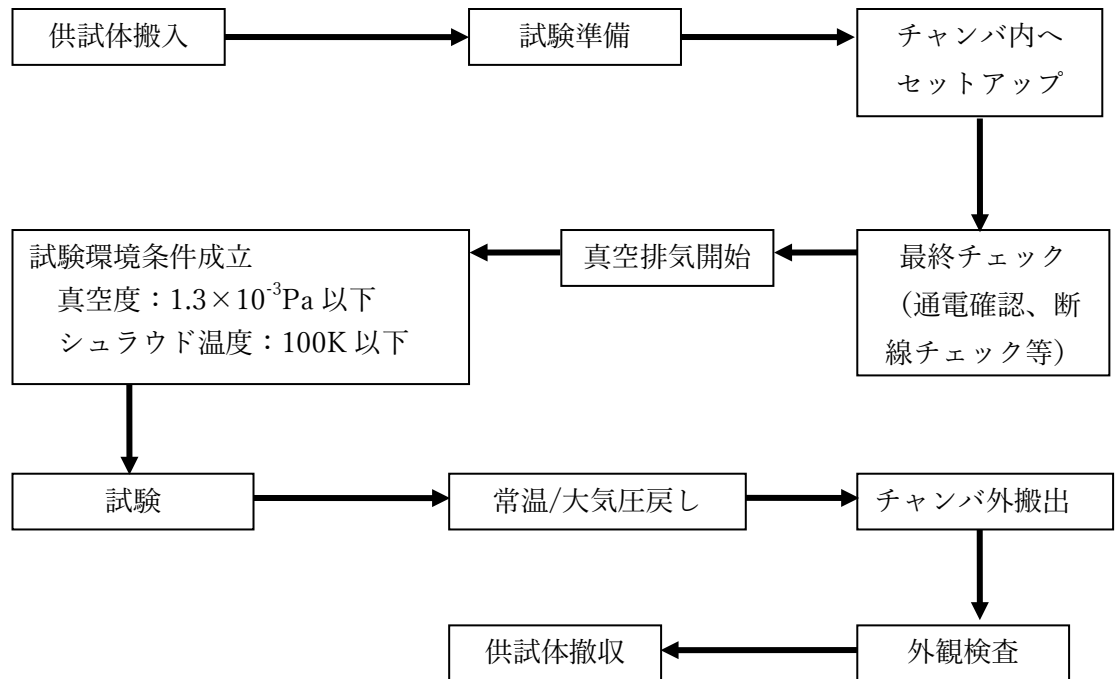 供試体搬入
試験準備
チャンバ内へ
セットアップ
最終チェック
（通電確認、断
線チェック等）
真空排気開始
試験環境条件成立
真空度：1.3×10⁻³Pa 以下
シュラウド温度：100K 以下
試験
常温/大気圧戻し
チャンバ外搬出
外観検査
供試体撤収